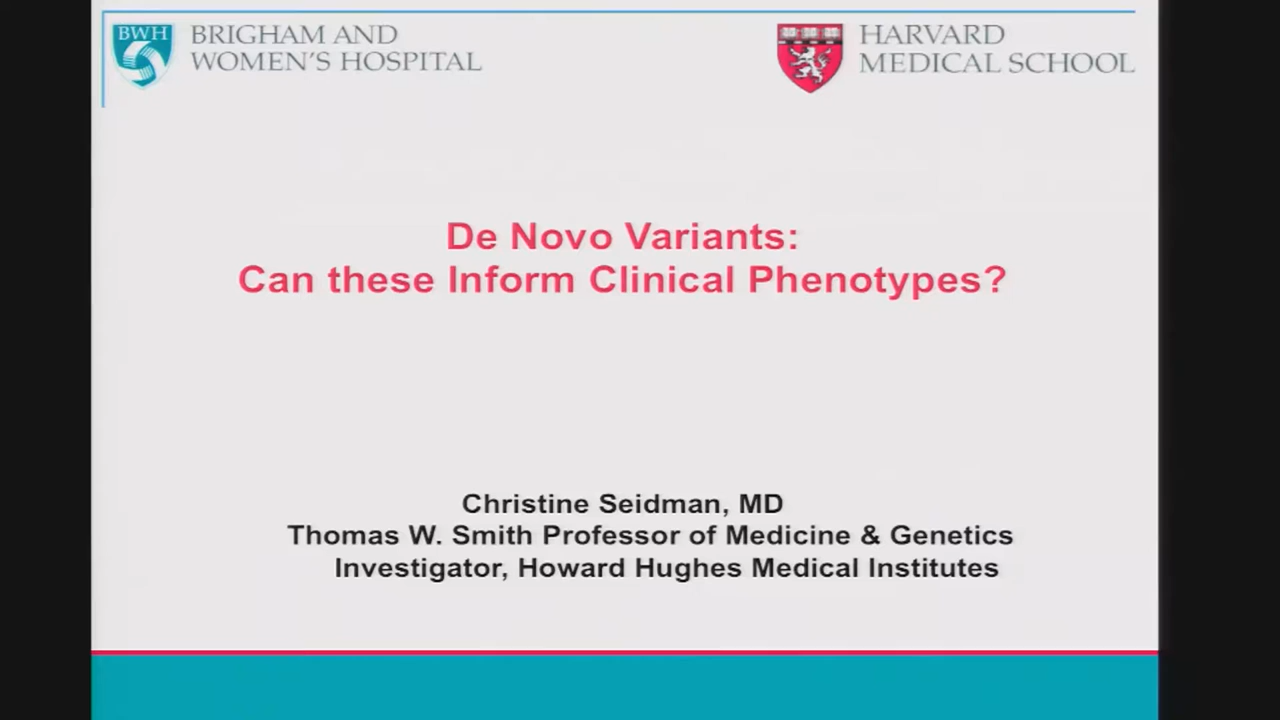 BWH
BRIGHAM AND
WOMEN'S HOSPITAL
HARVARD
MEDICAL SCHOOL
De Novo Variants:
Can these Inform Clinical Phenotypes?
Christine Seidman, MD
Thomas W. Smith Professor of Medicine & Genetics
Investigator, Howard Hughes Medical Institutes